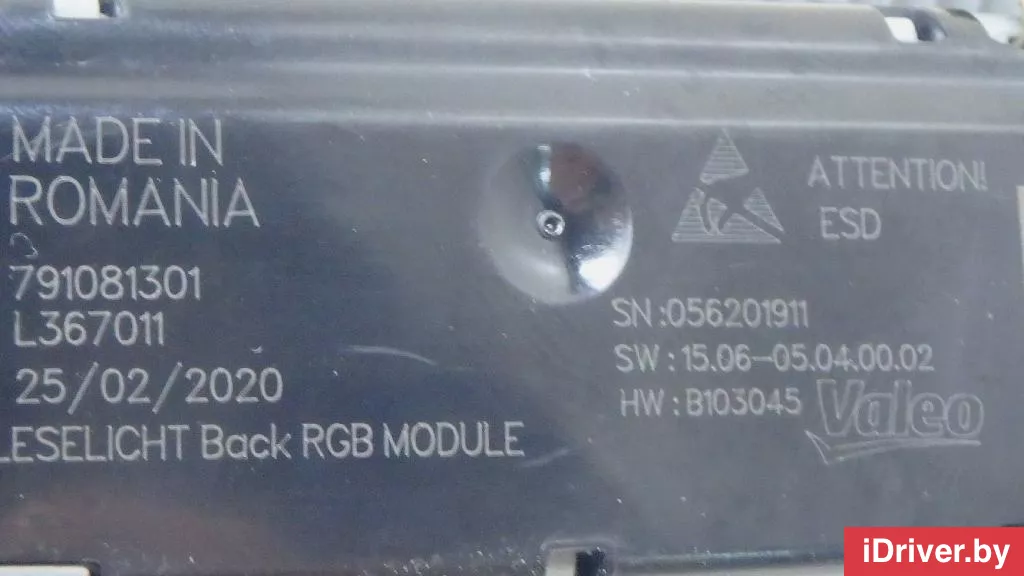 MADE IN
ROMANIA
791081301
L367011
25/02/2020
LESELICHT Back RGB MODULE
ATTENTION!
ESD
SN:056201911
SW:15.06-05.04.00.02
HW:B103045
Valeo
iDriver.by